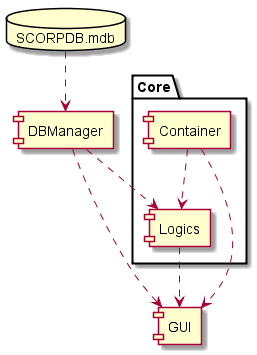 SCORPDB.mdb
Core
DBManager
Container
Logics
GUI